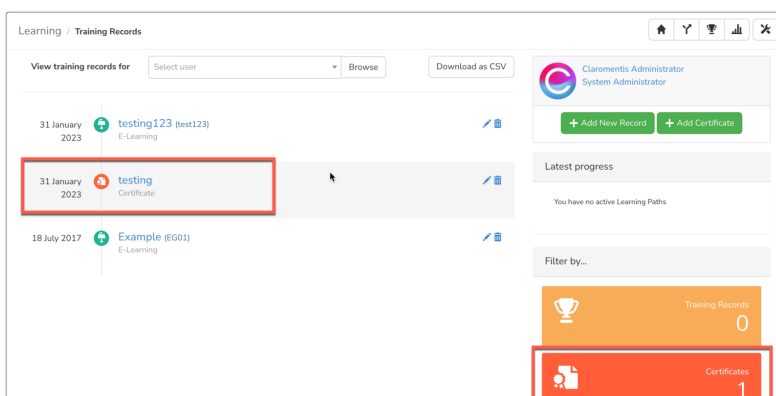 Learning / Training Records
View training records for
Select user
Browse
Download as CSV
Claromentis Administrator
System Administrator
+ Add New Record
+ Add Certificate
31 January
2023
testing123 (test123)
E-Learning
Latest progress
31 January
2023
testing
Certificate
You have no active Learning Paths
18 July 2017
Example (EG01)
E-Learning
Filter by...
Training Records
0
Certificates
1